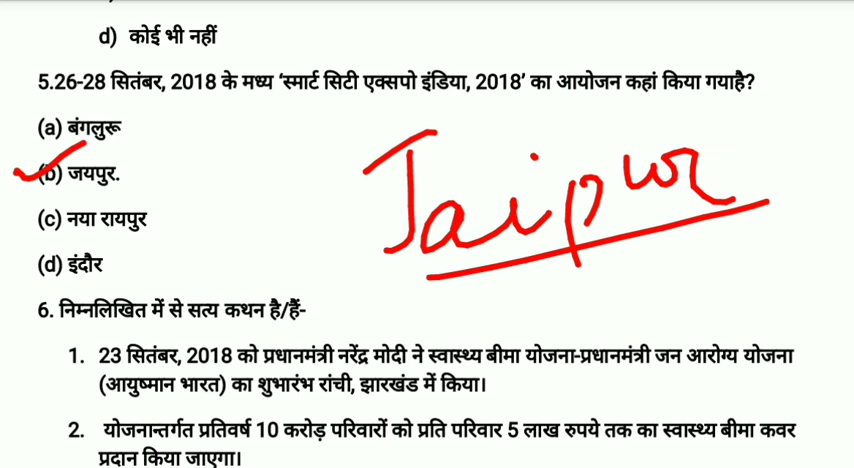 d) कोई भी नहीं
5.26-28 सितंबर, 2018 के मध्य 'स्मार्ट सिटी एक्सपो इंडिया, 2018' का आयोजन कहां किया गयाहै?
(a) बंगलुरू
(b) जयपुर.
Jaipur
(c) नया रायपुर
(d) इंदौर
6. निम्नलिखित में से सत्य कथन है/हैं-
1. 23 सितंबर, 2018 को प्रधानमंत्री नरेंद्र मोदी ने स्वास्थ्य बीमा योजना-प्रधानमंत्री जन आरोग्य योजना
(आयुष्मान भारत) का शुभारंभ रांची, झारखंड में किया।
2. योजनान्तर्गत प्रतिवर्ष 10 करोड़ परिवारों को प्रति परिवार 5 लाख रुपये तक का स्वास्थ्य बीमा कवर
प्रदान किया जाएगा।